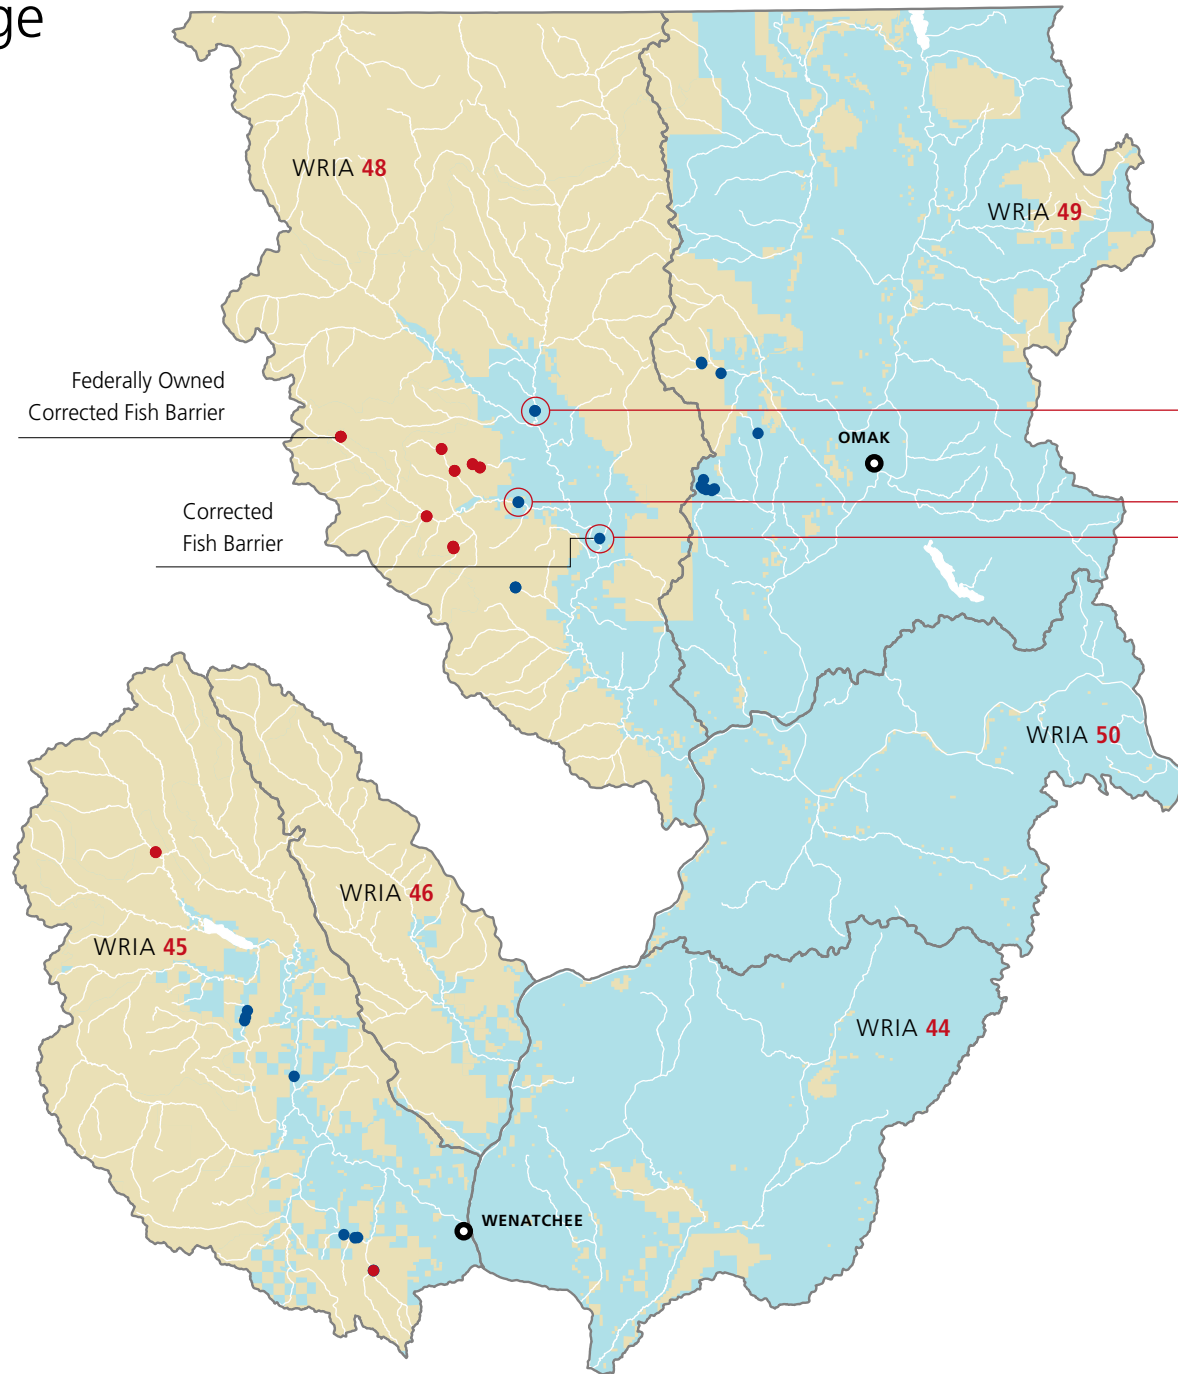 ge
WRIA 48
WRIA 49
Federally Owned
Corrected Fish Barrier
OMAK
Corrected
Fish Barrier
WRIA 50
WRIA 46
WRIA 45
WRIA 44
WENATCHEE